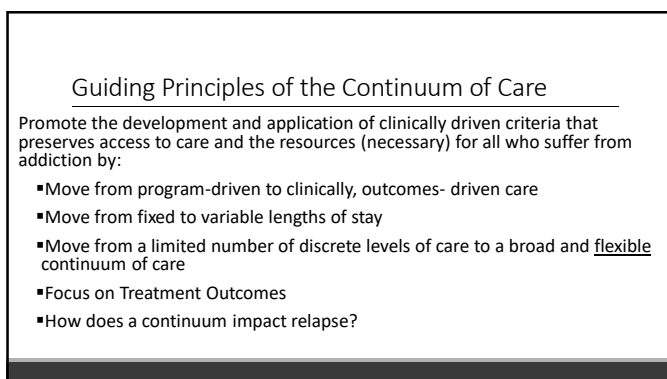 Guiding Principles of the Continuum of Care
Promote the development and application of clinically driven criteria that
preserves access to care and the resources (necessary) for all who suffer from
addiction by:
▪Move from program-driven to clinically, outcomes- driven care
▪Move from fixed to variable lengths of stay
▪Move from a limited number of discrete levels of care to a broad and flexible
continuum of care
▪Focus on Treatment Outcomes
▪How does a continuum impact relapse?